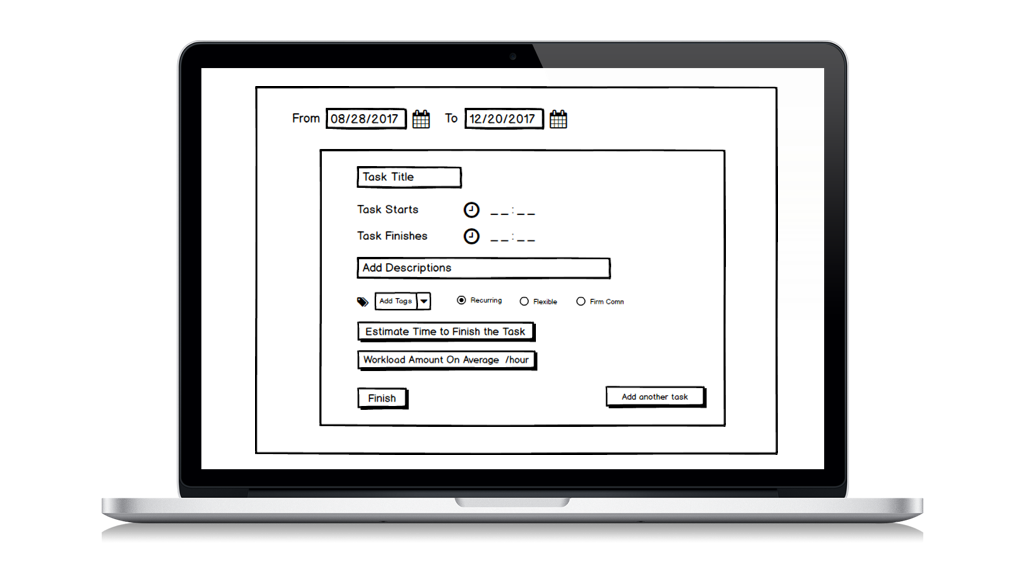 From 08/28/2017 To 12/20/2017
Task Title
Task Starts __:__
Task Finishes __:__
Add Descriptions
Add Tags Recurring Flexible Firm Comn
Estimate Time to Finish the Task
Workload Amount On Average /hour
Finish Add another task